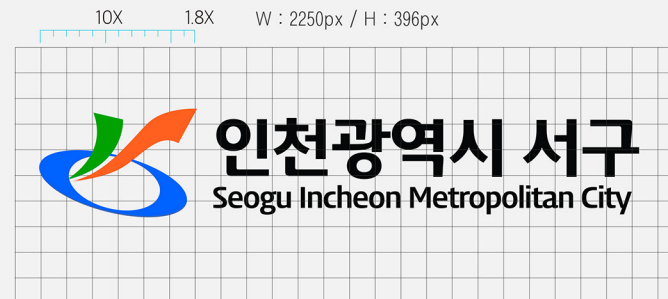 10X 1.8X W : 2250px / H : 396px
인천광역시 서구
Seogu Incheon Metropolitan City